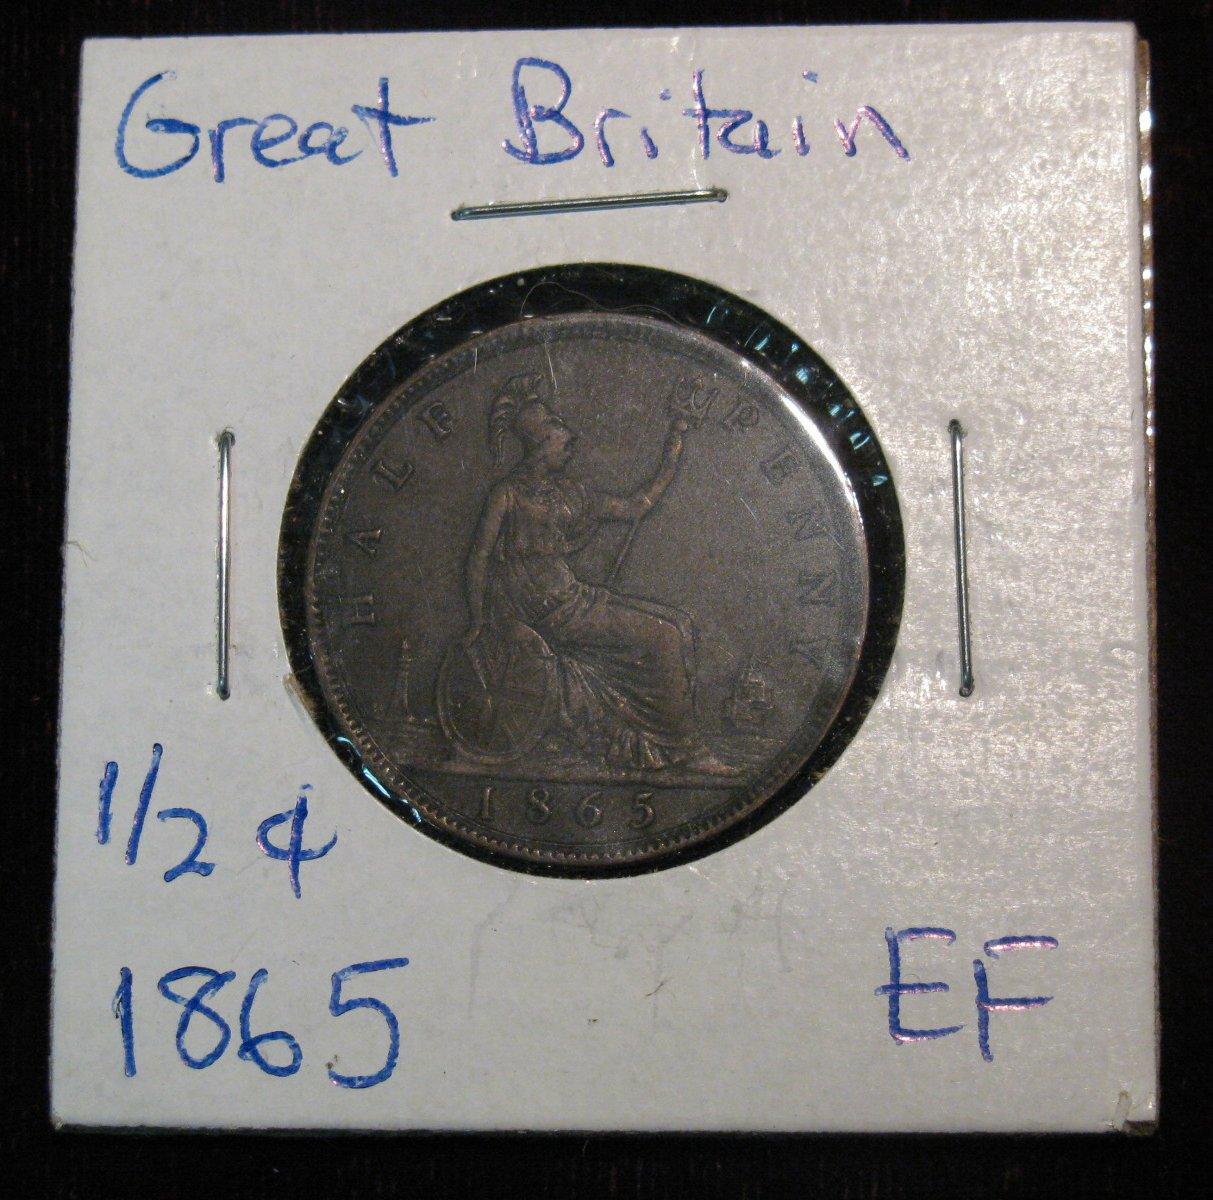 Great Britain
HALF PENNY
1865
1/2 ¢
1865
EF